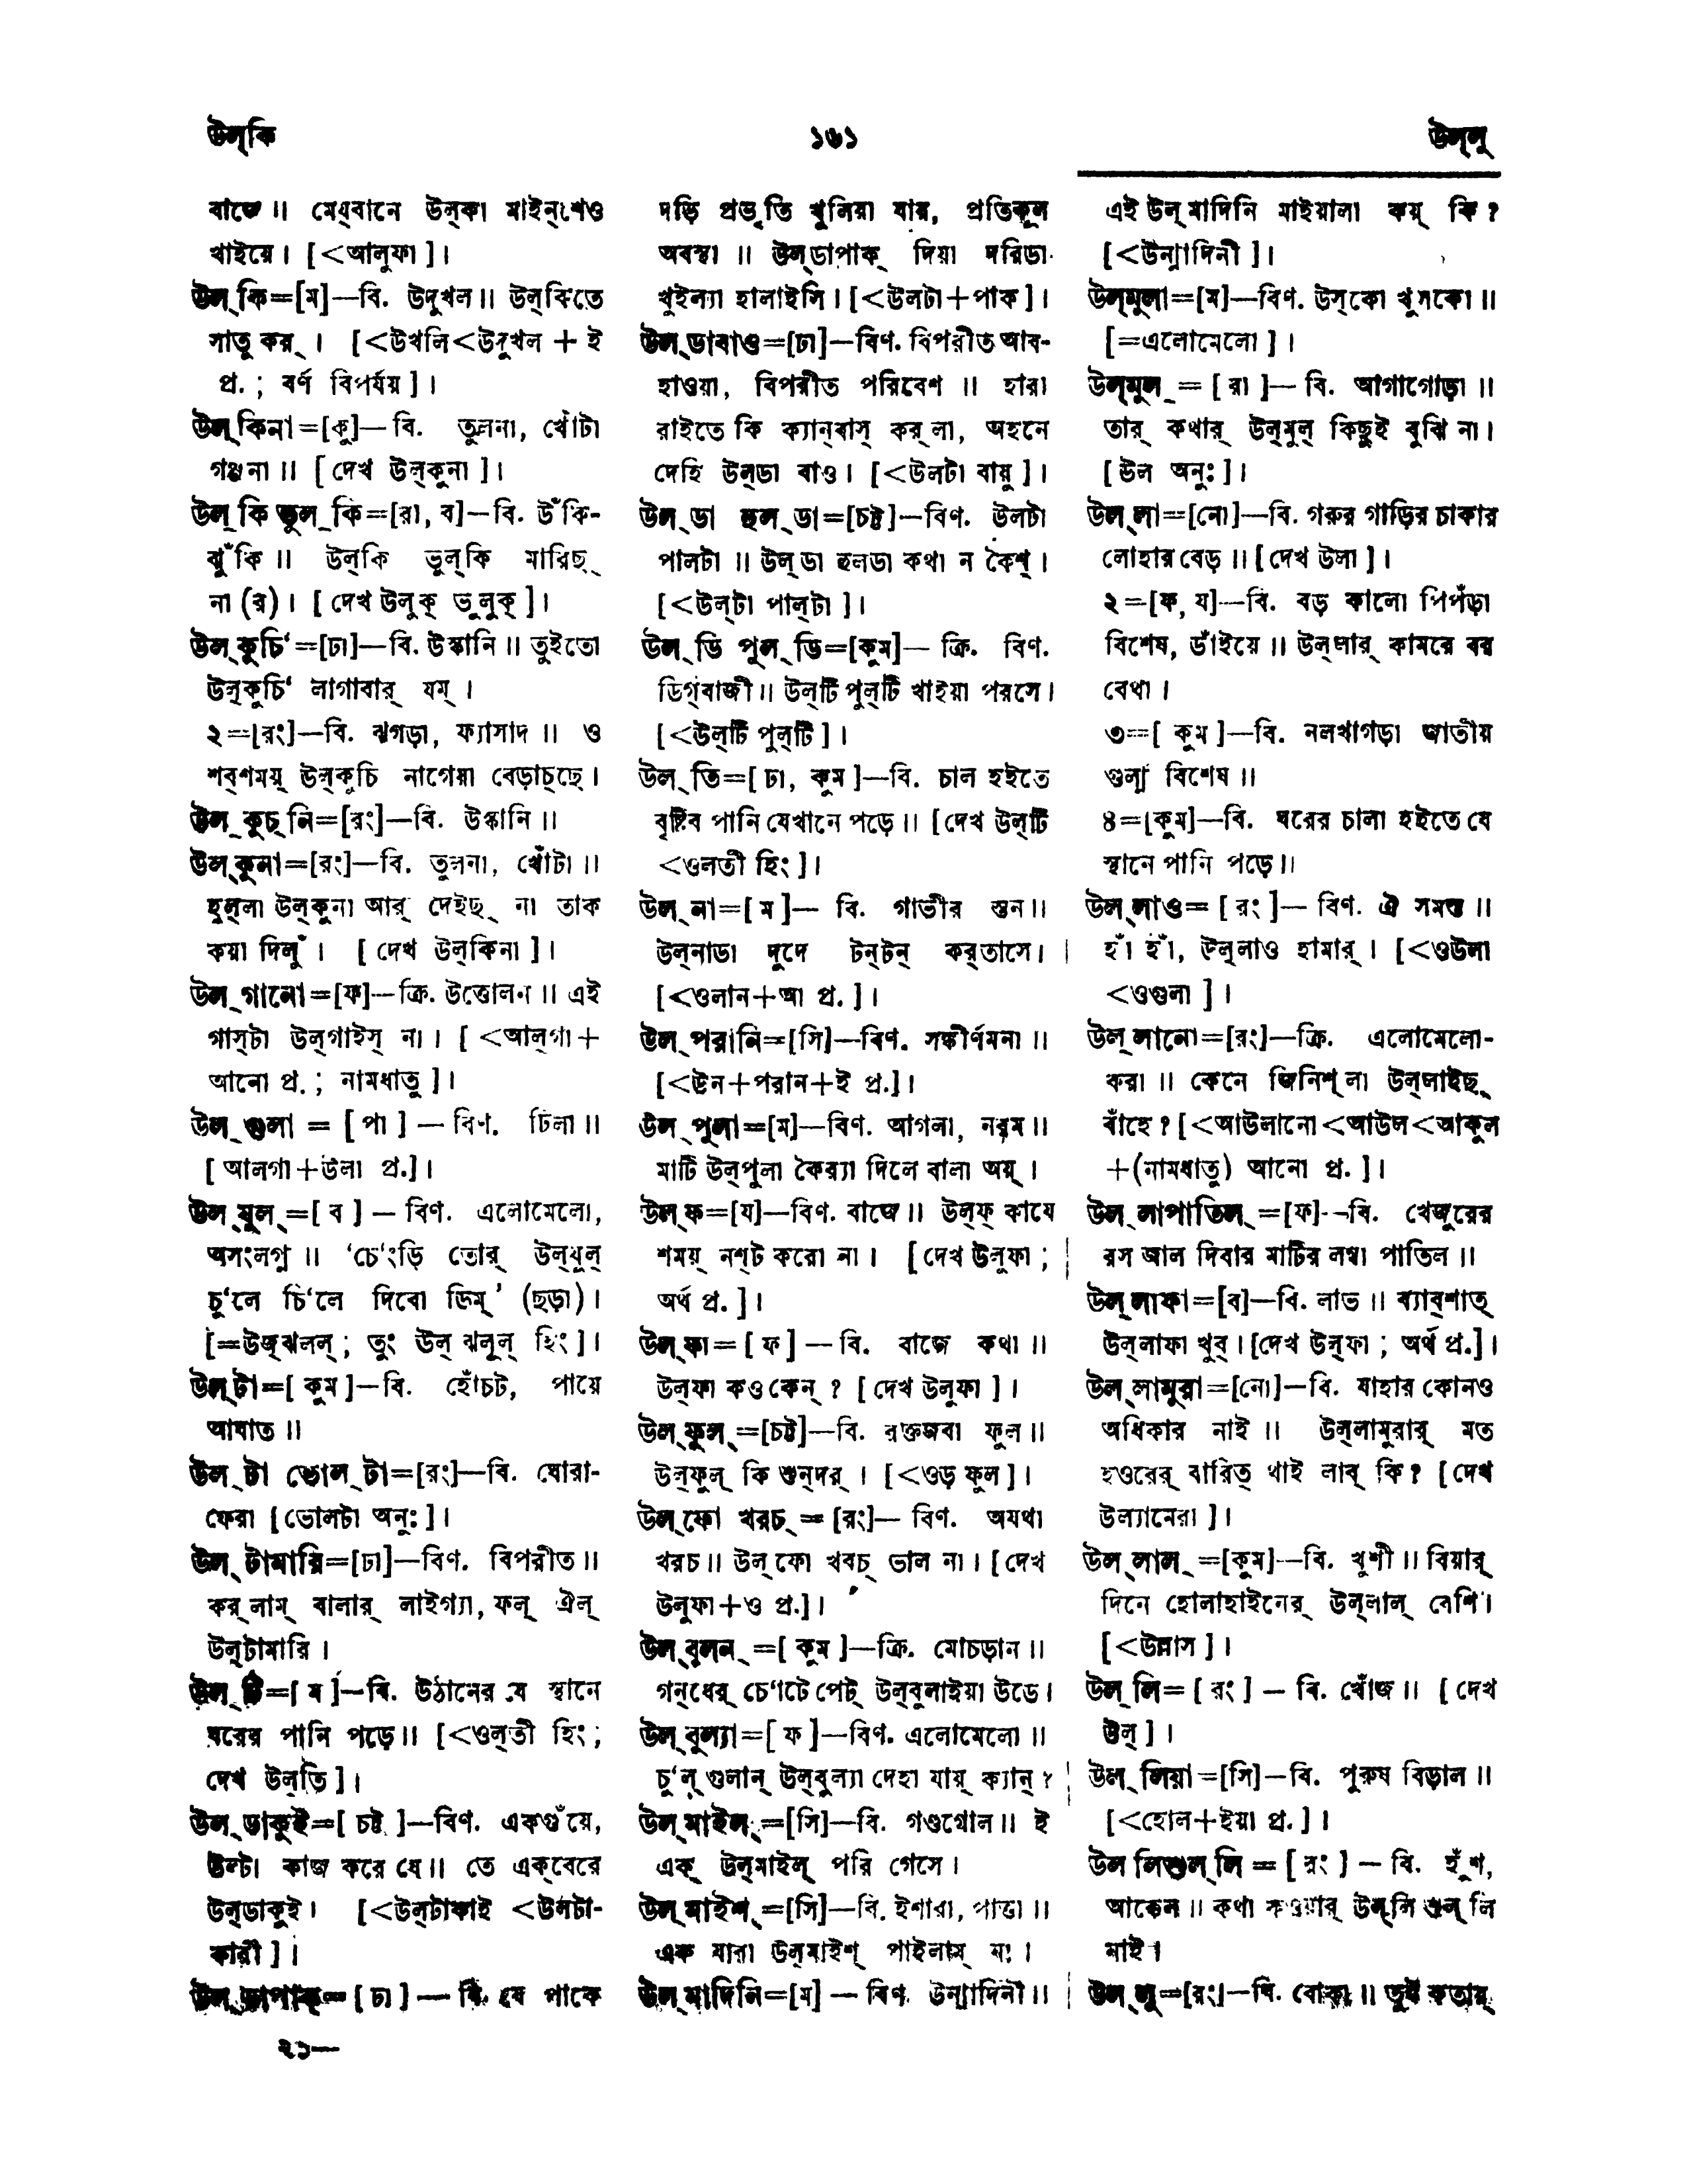 উল্‌কি
১৬১
উল্‌লু
বাজে ॥ মেয্‌বানে উল্‌কা মাইন্‌শেও
খাইয়ে। [<আলুফা]।
উল্‌কি=[ম]—বি. উদুখল॥ উল্‌কিতে
সাতু কর্‌। [<উখলি<উদুখল + ই
প্র. ; বর্ণ বিপর্যয়]।
উল্‌কিনা=[কু]—বি. তুলনা, খোঁটা
গঞ্জনা॥ [দেখ উল্‌কুনা]।
উল্‌কি ভুল্‌কি=[রা, ব]—বি. উঁকি-
ঝুঁকি॥ উল্‌কি ভুল্‌কি মারিছ্‌
না (র)। [দেখ উলুক্‌ ভুলুক্‌]।
উল্‌কুচি‘=[ঢা]—বি. উস্কানি॥ তুইতো
উল্‌কুচি‘ লাগাবার্‌ যম্‌।
২=[রং]—বি. ঝগড়া, ফ্যাসাদ॥ ও
শব্‌শময়্‌ উল্‌কুচি নাগেয়া বেড়াচ্‌ছে।
উল্‌কুচ্‌নি=[রং]—বি. উস্কানি॥
উল্‌কুনা=[রং]—বি. তুলনা, খোঁটা॥
হুল্‌লা উল্‌কুনা আর্‌ দেইছ্‌ না তাক
কয়া দিলুঁ। [দেখ উল্‌কিনা]।
উল্‌গানো=[ফ]—ক্রি. উত্তোলন॥ এই
গাস্‌টা উল্‌গাইস্‌ না। [<আল্‌গা+
আনো প্র. ; নামধাতু]।
উল্‌গুলা = [পা] — বিণ. ঢিলা॥
[আলগা+উলা প্র.]।
উল্‌ঝুল্‌=[ব] — বিণ. এলোমেলো,
অসংলগ্ন॥ ‘চে‘ংড়ি তোর্‌ উল্‌ঝুল্‌
চু‘লে চি‘লে দিবো ডিম্‌’ (ছড়া)।
[=উজ্‌ঝলল্‌; তুং উল্‌ ঝলূল্‌ হিং]।
উল্‌টা=[কুম]—বি. হোঁচট, পায়ে
আঘাত॥
উল্‌টা ভোল্‌টা=[রং]—বি. ঘোরা-
ফেরা [ভোলটা অনুঃ]।
উল্‌টামারি=[ঢা]—বিণ. বিপরীত॥
কর্‌লাম্‌ বালার্‌ লাইগ্যা, ফল্‌ ঐল্‌
উল্‌টামারি।
উল্‌টি=[ম]—বি. উঠানের যে স্থানে
ঘরের পানি পড়ে॥ [<ওল্‌তী হিং;
দেখ উল্‌তি]।
উল্‌ডাকুই=[চট্ট]—বিণ. একগুঁয়ে,
উল্টা কাজ করে যে॥ তে এক্‌বেরে
উল্‌ডাকুই। [<উল্‌টাকাই <উলটা-
কারী]।
উল্‌ডাপাক্‌=[ঢা]—বি. যে পাকে
২১—
দড়ি প্রভৃতি খুলিয়া যায়, প্রতিকূল
অবস্থা॥ উল্‌ডাপাক্‌ দিয়া দরিডা
খুইল্যা হালাইসি। [<উলটা+পাক]।
উল্‌ডাবাও=[ঢা]—বিণ. বিপরীত আব-
হাওয়া, বিপরীত পরিবেশ॥ হারা
রাইতে কি ক্যান্‌বাস্‌ কর্‌লা, অহনে
দেহি উল্‌ডা বাও। [<উলটা বায়ু]।
উল্‌ডা হুল্‌ডা=[চট্ট]—বিণ. উলটা
পালটা॥ উল্‌ডা হুলডা কথা ন কৈশ্‌।
[<উল্‌টা পাল্‌টা]।
উল্‌ডি পুল্‌ডি=[কুম]— ক্রি. বিণ.
ডিগ্‌বাজী॥ উল্‌টি পুল্‌টি খাইয়া পরসে।
[<উল্‌টি পুল্‌টি]।
উল্‌তি=[ঢা, কুম]—বি. চাল হইতে
বৃষ্টির পানি যেখানে পড়ে॥ [দেখ উল্‌টি
<ওলতী হিং]।
উল্‌না=[ম]— বি. গাভীর স্তন॥
উল্‌নাডা দুদে টন্‌টন্‌ কর্‌তাসে।
[<ওলান+আ প্র.]।
উল্‌পরানি=[সি]—বিণ. সঙ্কীর্ণমনা॥
[<উন+পরান+ই প্র.]।
উল্‌পুলা=[ম]—বিণ. আগলা, নরম॥
মাটি উল্‌পুলা কৈর‍্যা দিলে বালা অয়্‌।
উল্‌ফ=[য]—বিণ. বাজে॥ উল্‌ফ্‌ কাযে
শময়্‌ নশ্‌ট করো না। [দেখ উলুফা;
অর্থ প্র.]।
উল্‌ফা=[ফ]—বি. বাজে কথা॥
উল্‌ফা কও কেন্‌? [দেখ উলুফা]।
উল্‌ফুল্‌=[চট্ট]—বি. রক্তজবা ফুল॥
উল্‌ফুল্‌ কি শুন্‌দর্‌। [<ওড় ফুল]।
উল্‌ফো খরচ্‌=[রং]— বিণ. অযথা
খরচ॥ উল্‌ফো খবচ্‌ ভাল না। [দেখ
উলুফা+ও প্র.]।
উল্‌বুলন্‌=[কুম]—ক্রি. মোচড়ান॥
গন্‌ধের্‌ চো‘টে পেট্‌ উল্‌বুলাইয়া উডে।
উল্‌বুল্যা=[ফ]—বিণ. এলোমেলো॥
চু‘ল্‌ গুলান্‌ উল্‌বুল্যা দেহা যায়্‌ ক্যান্‌?
উল্‌মাইল্‌=[সি]—বি. গণ্ডগোল॥ ই
এক্‌ উল্‌মাইল্‌ পরি গেসে।
উল্‌মাইশ্‌=[সি]—বি. ইশারা, পাত্তা॥
এক যারা উল্‌মাইশ্‌ পাইলাম্‌ না।
উল্‌মাদিনি=[ম]—বিণ. উন্মাদিনী॥
এই উল্‌মাদিনি মাইয়ালা কয়্‌ কি?
[<উন্মাদিনী]।
উল্‌মুলা=[ম]—বিণ. উস্‌কো খুসকো॥
[=এলোমেলো]।
উল্‌মুল্‌ = [রা]— বি. আগাগোড়া॥
তার্‌ কথার্‌ উল্‌মুল্‌ কিছুই বুঝি না।
[উল অনুঃ]।
উল্‌লা=[নো]—বি. গরুর গাড়ির চাকার
লোহার বেড়॥ [দেখ উলা]।
২=[ফ, য]—বি. বড় কালো পিপঁড়া
বিশেষ, ডাঁইয়ে॥ উল্‌লার্‌ কামরে বর
বেথা।
৩=[কুম]—বি. নলখাগড়া জাতীয়
গুল্ম বিশেষ॥
৪=[কুম]—বি. ঘরের চালা হইতে যে
স্থানে পানি পড়ে॥
উল্‌লাও=[রং]— বিণ. ঐ সমস্ত॥
হাঁ হাঁ, উল্‌লাও হামার্‌। [<ওউলা
<ওগুলা]।
উল্‌লানো=[রং]—ক্রি. এলোমেলো-
করা॥ কেনে জিনিশ্‌লা উল্‌লাইছ্‌
বাঁহে? [<আউলানো<আউল<আকুল
+(নামধাতু) আনো প্র.]।
উল্‌লাপাতিল্‌=[ফ]—বি. খেজুরের
রস জাল দিবার মাটির লম্বা পাতিল॥
উল্‌লাফা=[ব]—বি. লাভ॥ ব্যাব্‌শাত্‌
উল্‌লাফা খুব্‌। [দেখ উলুফা; অর্থ প্র.]।
উল্‌লামুরা=[নো]—বি. যাহার কোনও
অধিকার নাই॥ উল্‌লামুরার্‌ মত
হওরের্‌ বারিত্‌ থাই লাব্‌ কি? [দেখ
উল্যানেরা]।
উল্‌লাল্‌=[কুম]—বি. খুশী॥ বিয়ার্‌
দিনে হোলাহাইনের্‌ উল্‌লাল্‌ বেশি।
[<উল্লাস]।
উল্‌লি=[রং] — বি. খোঁজ॥ [দেখ
উল্‌]।
উল্‌লিয়া=[সি]—বি. পুরুষ বিড়াল॥
[<হোল+ইয়া প্র.]।
উল লিগুল্‌লি=[রং]—বি. হুঁশ,
আক্কেল॥ কথা কওয়ার্‌ উল্‌লি গুল্‌লি
নাই।
উল্‌লু=[রং]—বি. বোকা॥ তুই কতায়্‌